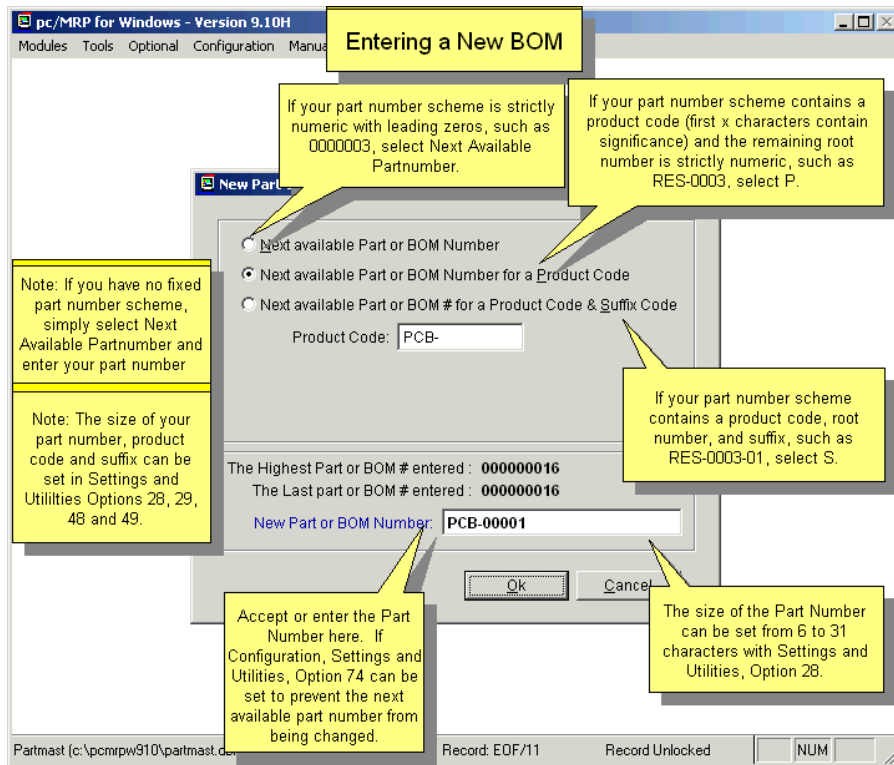 pc/MRP for Windows - Version 9.10H
Modules Tools Optional Configuration
Entering a New BOM
If your part number scheme is strictly
numeric with leading zeros, such as
0000003, select Next Available
Partnumber.
If your part number scheme contains a
product code (first x characters contain
significance) and the remaining root
number is strictly numeric, such as
RES-0003, select P.
New Part
Next available Part or BOM Number
Next available Part or BOM Number for a Product Code
Next available Part or BOM # for a Product Code & Suffix Code
Product Code: PCB-
Note: If you have no fixed
part number scheme,
simply select Next
Available Partnumber and
enter your part number
Note: The size of your
part number, product
code and suffix can be
set in Settings and
Utililties Options 28, 29,
48 and 49.
If your part number scheme
contains a product code, root
number, and suffix, such as
RES-0003-01, select S.
The Highest Part or BOM # entered : 000000016
The Last part or BOM # entered : 000000016
New Part or BOM Number: PCB-00001
Ok Cancel
Accept or enter the Part
Number here. If
Configuration, Settings and
Utilities, Option 74 can be
set to prevent the next
available part number from
being changed.
The size of the Part Number
can be set from 6 to 31
characters with Settings and
Utilities, Option 28.
Partmast (c:\pcmrpw910\partmast.db Record: EOF/11 Record Unlocked NUM